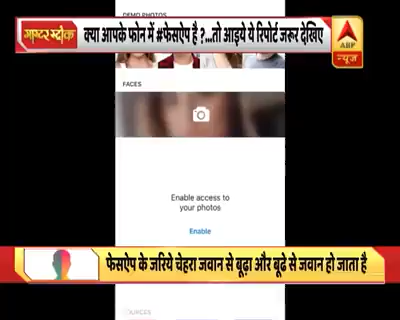 DEMO PHOTOS
मास्टर स्ट्रोक
क्या आपके फोन में #फेसऐप है ?...तो आइये ये रिपोर्ट जरूर देखिए
abp
न्यूज़
FACES
Enable access to
your photos
Enable
फेसऐप के जरिये चेहरा जवान से बूढ़ा और बूढे से जवान हो जाता है
SOURCES